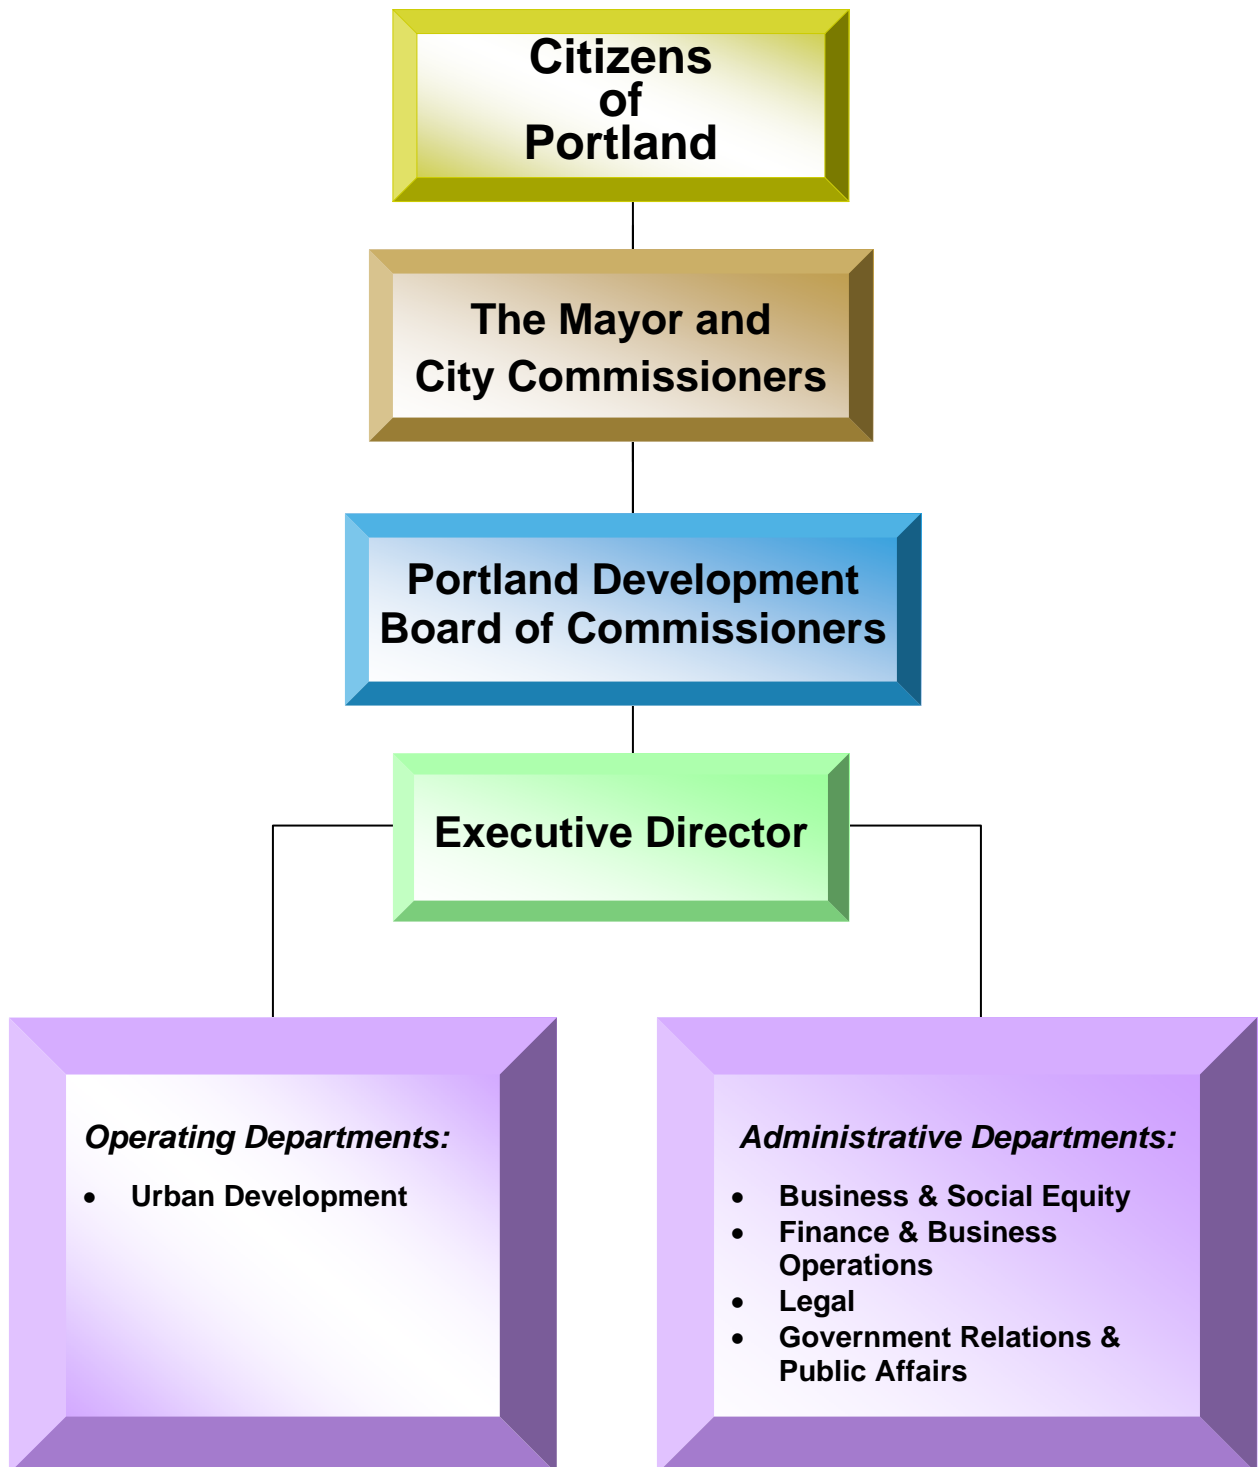 Citizens
of
Portland
The Mayor and
City Commissioners
Portland Development
Board of Commissioners
Executive Director
Operating Departments:
• Urban Development
Administrative Departments:
• Business & Social Equity
• Finance & Business
Operations
• Legal
• Government Relations &
Public Affairs